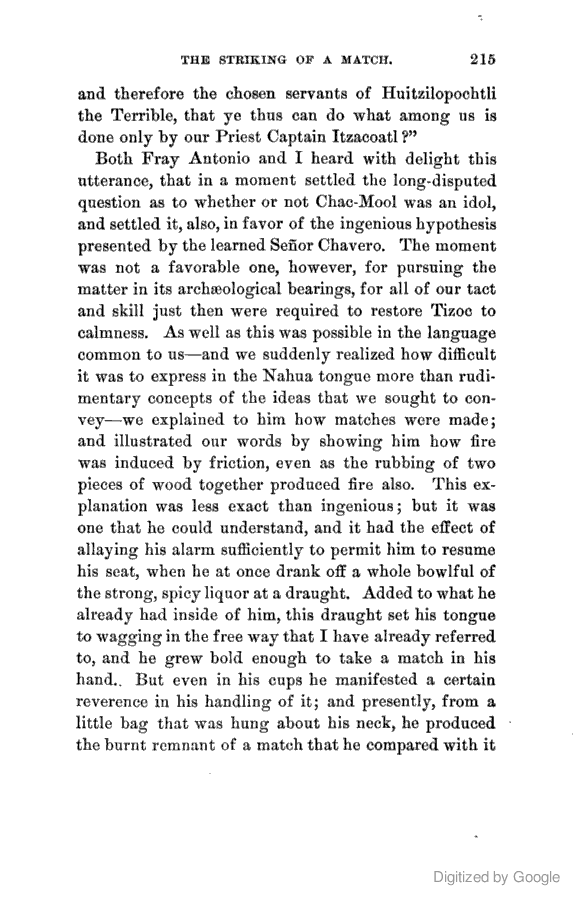 THE STRIKING OF A MATCH. 215
and therefore the chosen servants of Huitzilopochtli
the Terrible, that ye thus can do what among us is
done only by our Priest Captain Itzacoatl?”
Both Fray Antonio and I heard with delight this
utterance, that in a moment settled the long-disputed
question as to whether or not Chac-Mool was an idol,
and settled it, also, in favor of the ingenious hypothesis
presented by the learned Señor Chavero. The moment
was not a favorable one, however, for pursuing the
matter in its archæological bearings, for all of our tact
and skill just then were required to restore Tizoc to
calmness. As well as this was possible in the language
common to us—and we suddenly realized how difficult
it was to express in the Nahua tongue more than rudi-
mentary concepts of the ideas that we sought to con-
vey—we explained to him how matches were made;
and illustrated our words by showing him how fire
was induced by friction, even as the rubbing of two
pieces of wood together produced fire also. This ex-
planation was less exact than ingenious; but it was
one that he could understand, and it had the effect of
allaying his alarm sufficiently to permit him to resume
his seat, when he at once drank off a whole bowlful of
the strong, spicy liquor at a draught. Added to what he
already had inside of him, this draught set his tongue
to wagging in the free way that I have already referred
to, and he grew bold enough to take a match in his
hand.. But even in his cups he manifested a certain
reverence in his handling of it; and presently, from a
little bag that was hung about his neck, he produced
the burnt remnant of a match that he compared with it
Digitized by Google